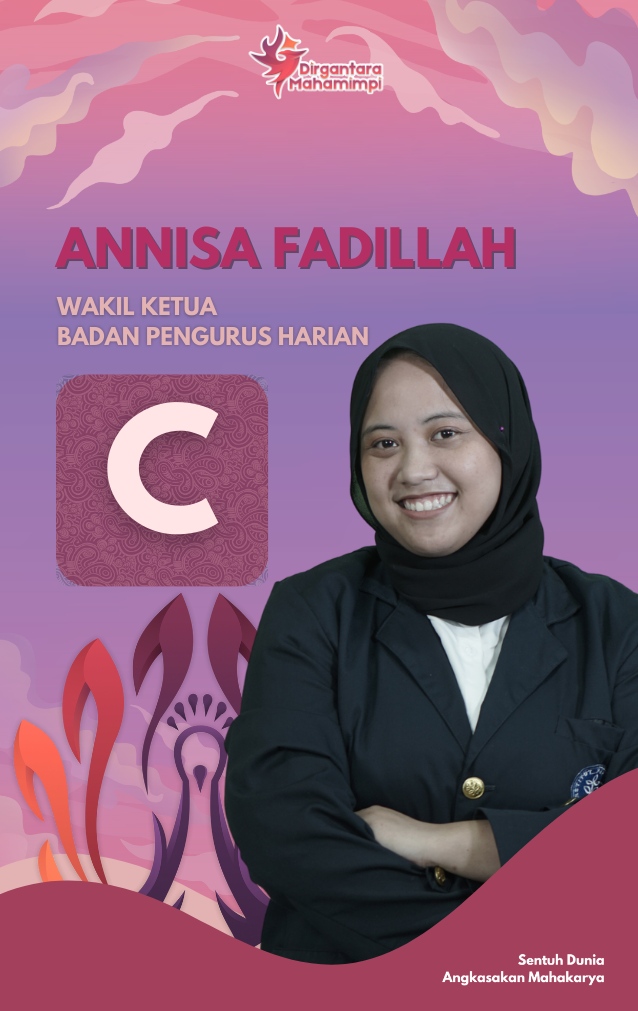 Dirgantara
Mahamimpi
ANNISA FADILLAH
WAKIL KETUA
BADAN PENGURUS HARIAN
C
Sentuh Dunia
Angkasakan Mahakarya